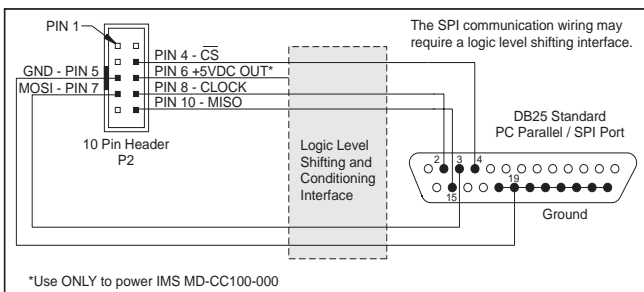 PIN 1
The SPI communication wiring may
require a logic level shifting interface.
PIN 4 - CS
GND - PIN 5
PIN 6 +5VDC OUT*
MOSI - PIN 7
PIN 8 - CLOCK
PIN 10 - MISO
10 Pin Header
P2
Logic Level
Shifting and
Conditioning
Interface
DB25 Standard
PC Parallel / SPI Port
2 3 4
19
15
Ground
*Use ONLY to power IMS MD-CC100-000